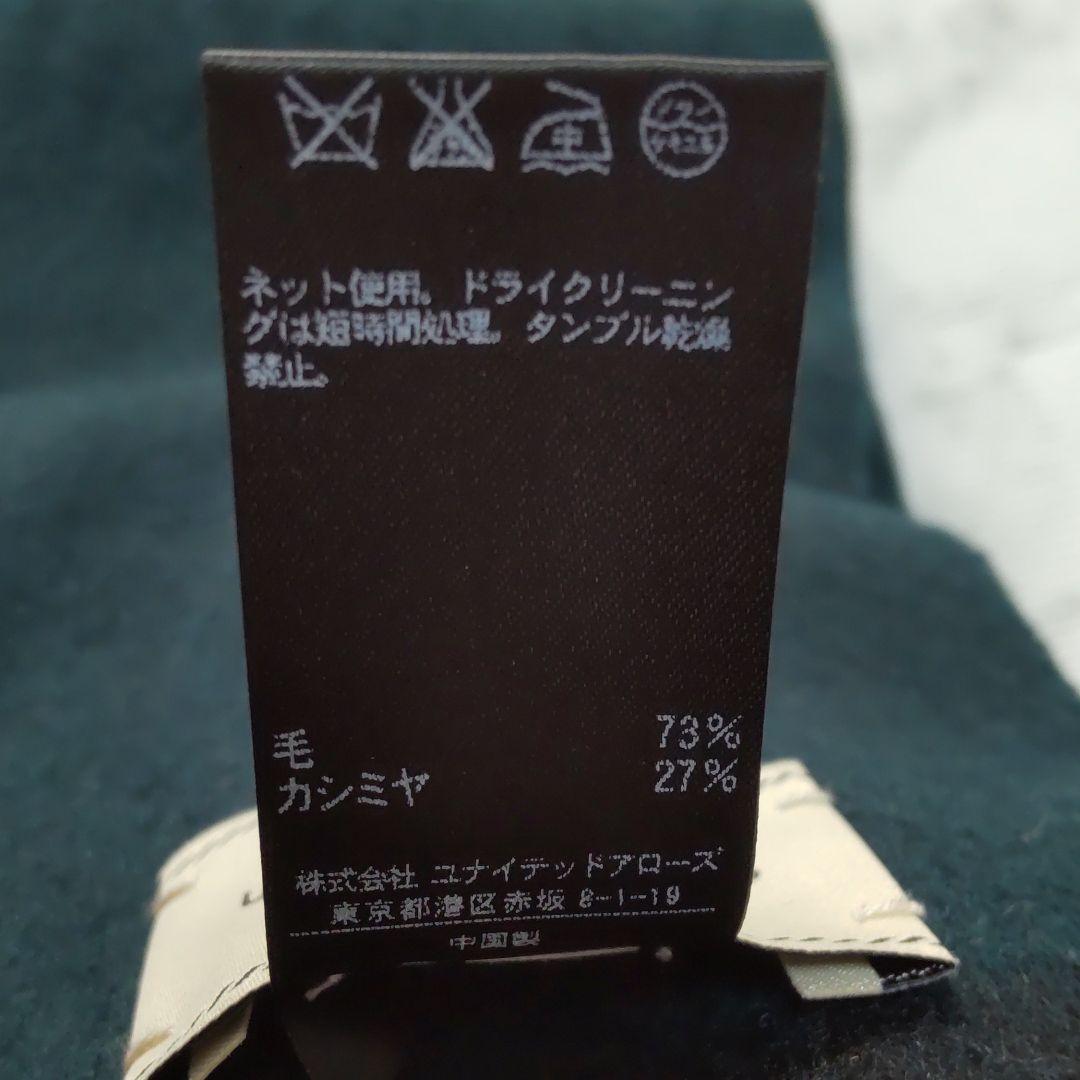 中
ネット使用。ドライクリーニン
グは短時間処理。タンブル乾燥
禁止。
毛 73%
カシミヤ 27%
株式会社 ユナイテッドアローズ
東京都港区赤坂 8-1-19
中国製